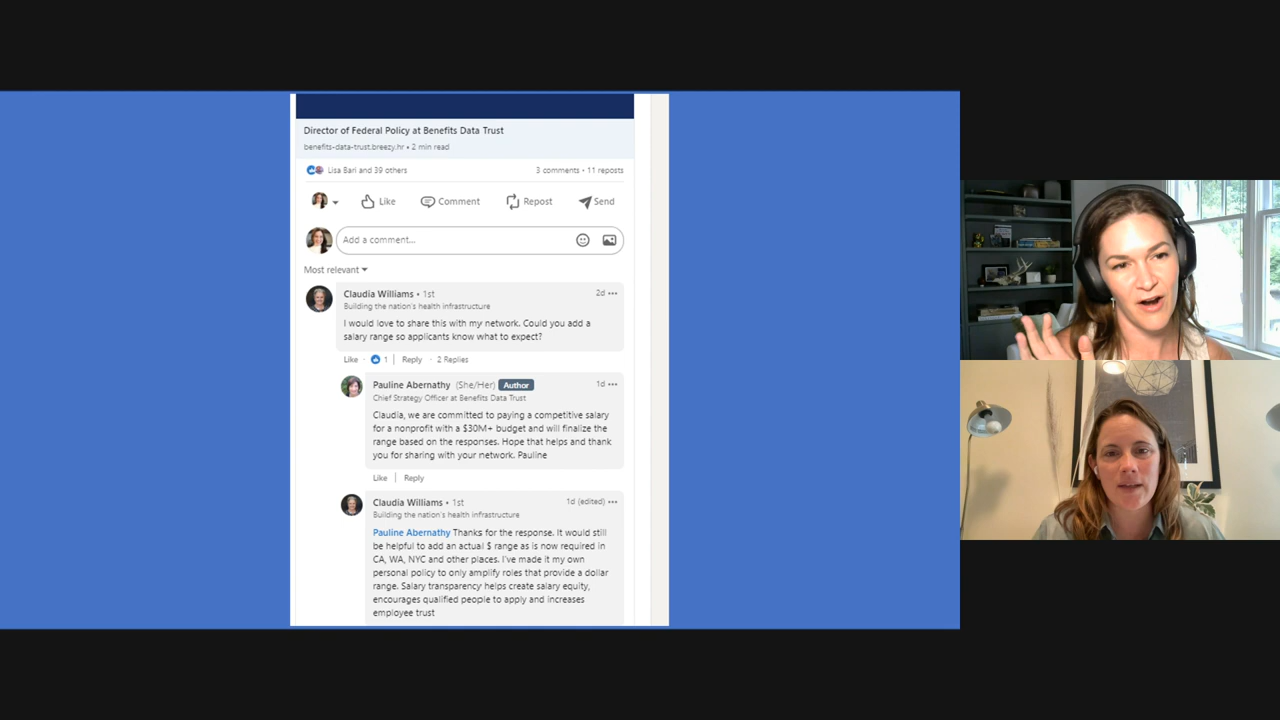 Director of Federal Policy at Benefits Data Trust
benefits-data-trust.breezy.hr • 2 min read
Lisa Bari and 39 others
3 comments • 11 reposts
Like
Comment
Repost
Send
Add a comment...
Most relevant
Claudia Williams • 1st
2d •••
Building the nation's health infrastructure
I would love to share this with my network. Could you add a
salary range so applicants know what to expect?
Like · 1 | Reply · 2 Replies
Pauline Abernathy (She/Her) Author
1d •••
Chief Strategy Officer at Benefits Data Trust
Claudia, we are committed to paying a competitive salary
for a nonprofit with a $30M+ budget and will finalize the
range based on the responses. Hope that helps and thank
you for sharing with your network. Pauline
Like | Reply
Claudia Williams • 1st
1d (edited) •••
Building the nation's health infrastructure
Pauline Abernathy Thanks for the response. It would still
be helpful to add an actual $ range as is now required in
CA, WA, NYC and other places. I've made it my own
personal policy to only amplify roles that provide a dollar
range. Salary transparency helps create salary equity,
encourages qualified people to apply and increases
employee trust